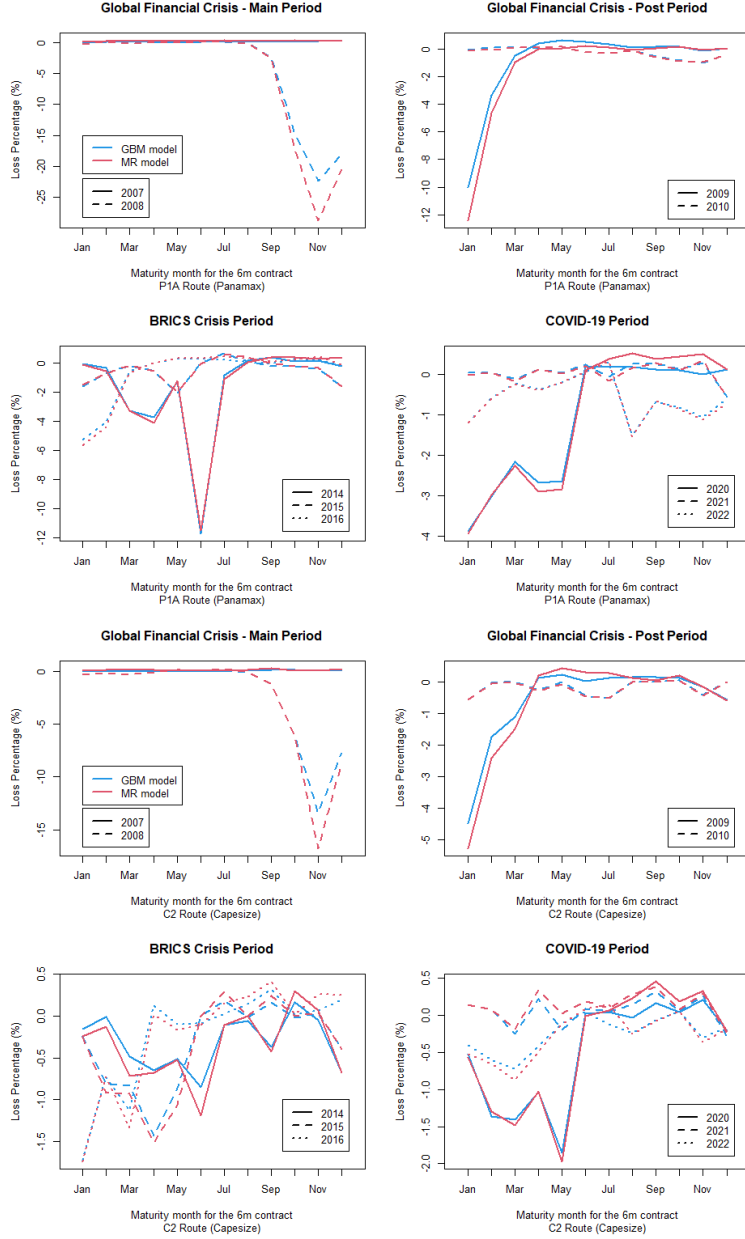 Global Financial Crisis - Main Period
Loss Percentage (%)
0
-5
-10
-15
-20
-25
GBM model
MR model
2007
2008
Jan Mar May Jul Sep Nov
Maturity month for the 6m contract
P1A Route (Panamax)
Global Financial Crisis - Post Period
Loss Percentage (%)
0
-2
-4
-6
-8
-10
-12
2009
2010
Jan Mar May Jul Sep Nov
Maturity month for the 6m contract
P1A Route (Panamax)
BRICS Crisis Period
Loss Percentage (%)
0
-2
-4
-6
-8
-10
-12
2014
2015
2016
Jan Mar May Jul Sep Nov
Maturity month for the 6m contract
P1A Route (Panamax)
COVID-19 Period
Loss Percentage (%)
0
-1
-2
-3
-4
2020
2021
2022
Jan Mar May Jul Sep Nov
Maturity month for the 6m contract
P1A Route (Panamax)
Global Financial Crisis - Main Period
Loss Percentage (%)
0
-5
-10
-15
GBM model
MR model
2007
2008
Jan Mar May Jul Sep Nov
Maturity month for the 6m contract
C2 Route (Capesize)
Global Financial Crisis - Post Period
Loss Percentage (%)
0
-1
-2
-3
-4
-5
2009
2010
Jan Mar May Jul Sep Nov
Maturity month for the 6m contract
C2 Route (Capesize)
BRICS Crisis Period
Loss Percentage (%)
0.5
0.0
-0.5
-1.0
-1.5
2014
2015
2016
Jan Mar May Jul Sep Nov
Maturity month for the 6m contract
C2 Route (Capesize)
COVID-19 Period
Loss Percentage (%)
0.5
0.0
-0.5
-1.0
-1.5
-2.0
2020
2021
2022
Jan Mar May Jul Sep Nov
Maturity month for the 6m contract
C2 Route (Capesize)